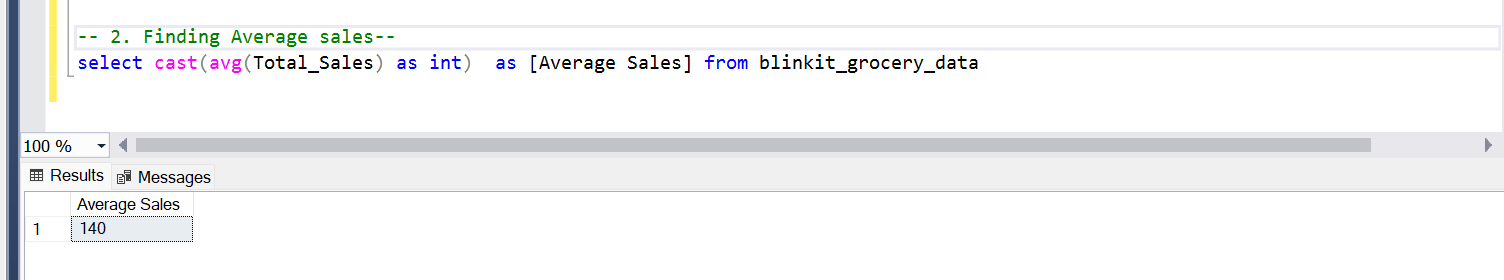 -- 2. Finding Average sales--
select cast(avg(Total_Sales) as int)  as [Average Sales] from blinkit_grocery_data
100 %
Results Messages
Average Sales
1 140